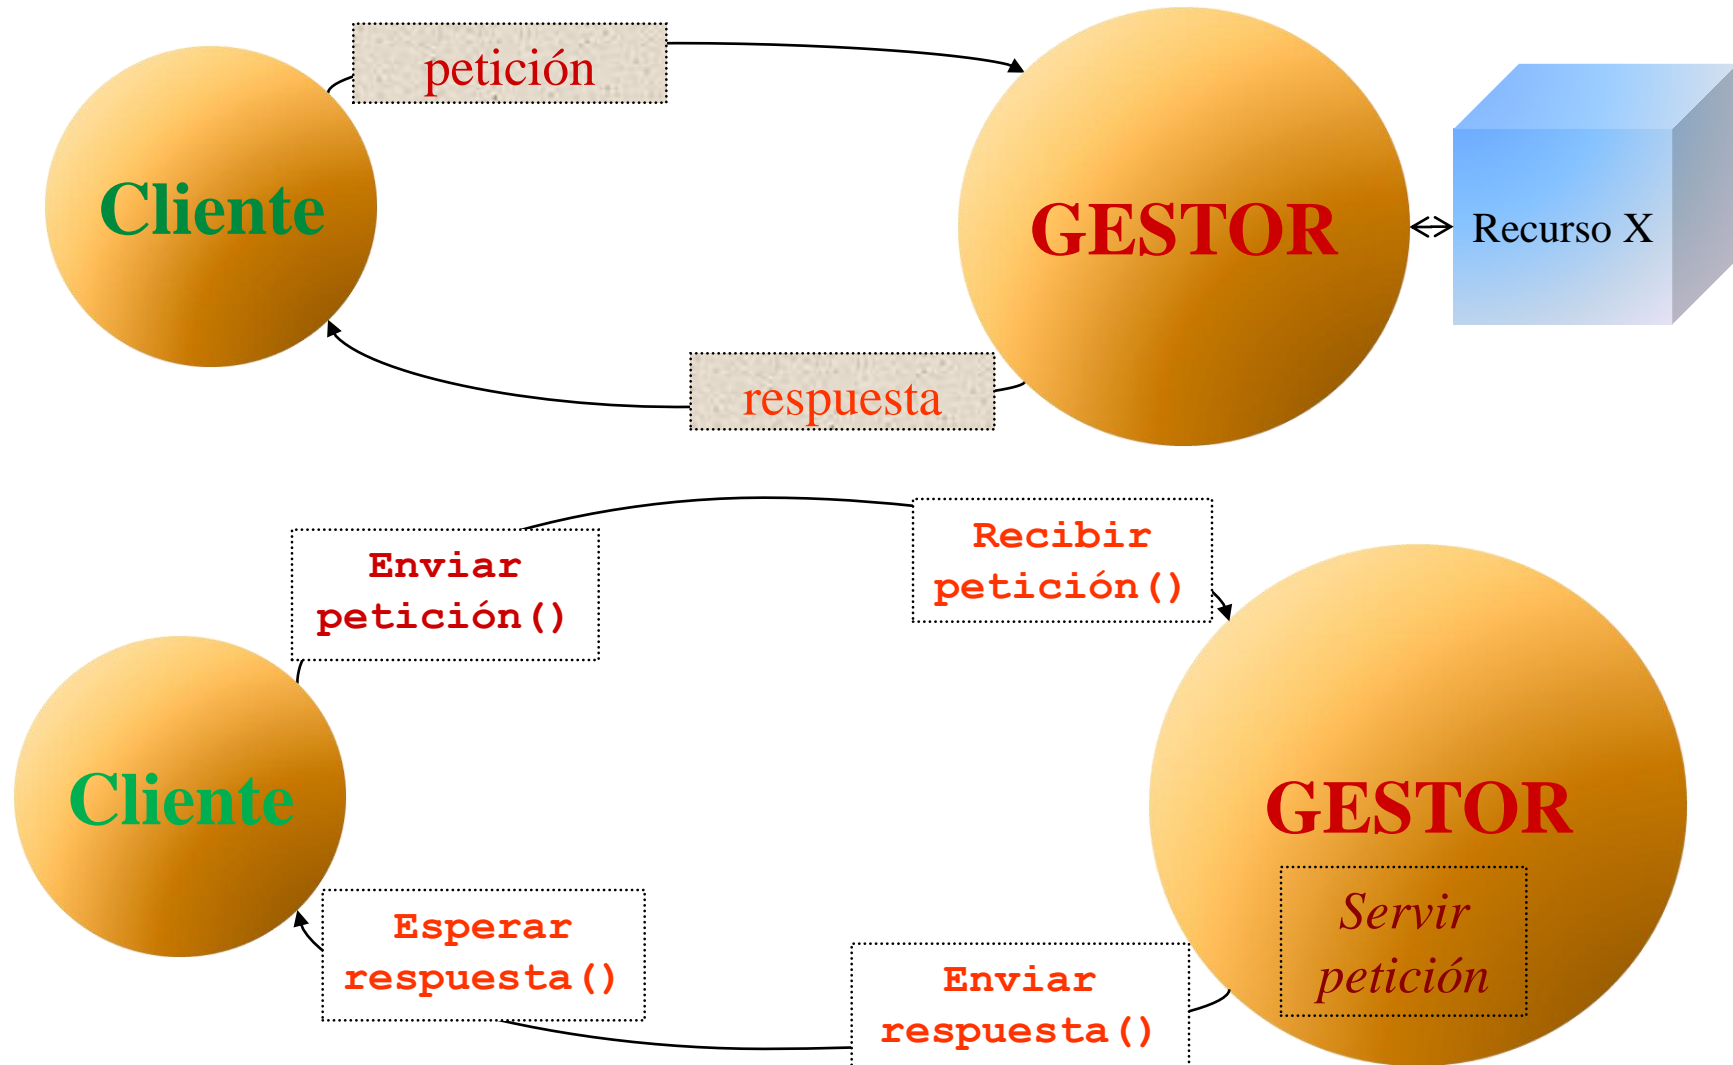 petición
Cliente
GESTOR
Recurso X
respuesta
Enviar
petición()
Recibir
petición()
Cliente
GESTOR
Servir
petición
Esperar
respuesta()
Enviar
respuesta()